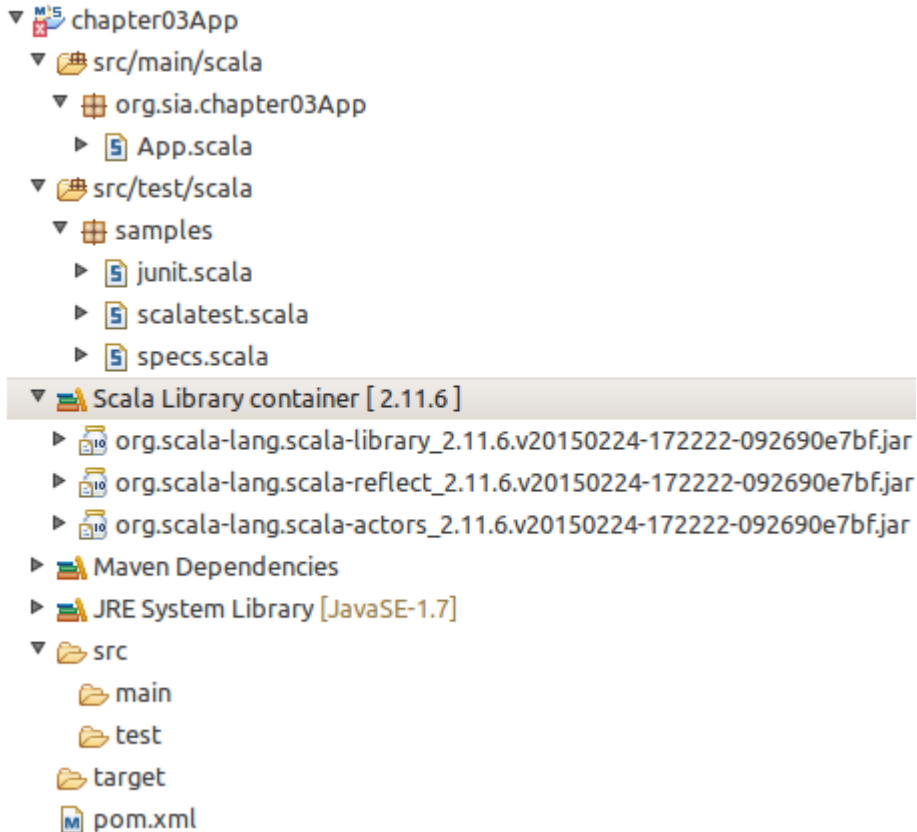 chapter03App
src/main/scala
org.sia.chapter03App
App.scala
src/test/scala
samples
junit.scala
scalatest.scala
specs.scala
Scala Library container [ 2.11.6 ]
org.scala-lang.scala-library_2.11.6.v20150224-172222-092690e7bf.jar
org.scala-lang.scala-reflect_2.11.6.v20150224-172222-092690e7bf.jar
org.scala-lang.scala-actors_2.11.6.v20150224-172222-092690e7bf.jar
Maven Dependencies
JRE System Library [JavaSE-1.7]
src
main
test
target
pom.xml